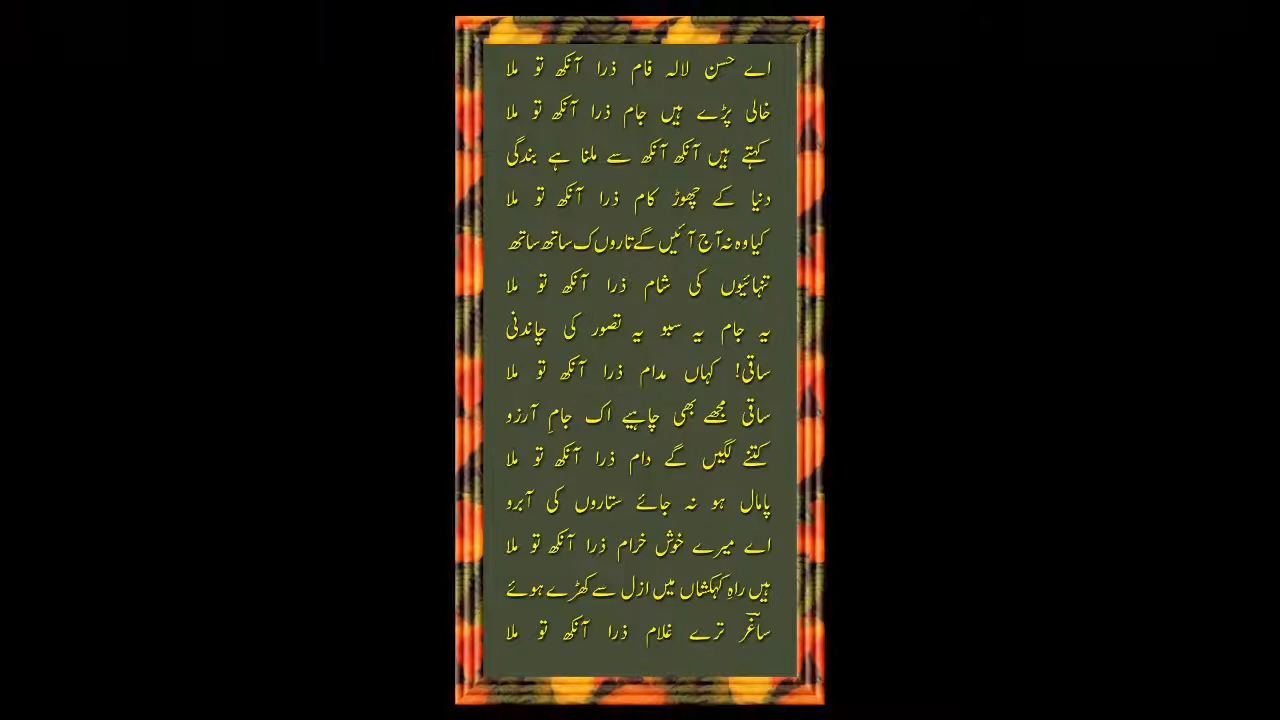 اے حسن لالہ فام ذرا آنکھ تو ملا
خالی پڑے ہیں جام ذرا آنکھ تو ملا
کہتے ہیں آنکھ آنکھ سے ملنا ہے بندگی
دنیا کے چھوڑ کام ذرا آنکھ تو ملا
کیا وہ نہ آج آئیں گے تاروں ک ساتھ ساتھ
تنہائیوں کی شام ذرا آنکھ تو ملا
یہ جام یہ سبو یہ تصور کی چاندنی
ساقی! کہاں مدام ذرا آنکھ تو ملا
ساقی مجھے بھی چاہیے اک جامِ آرزو
کتنے لگیں گے دام ذرا آنکھ تو ملا
پامال ہو نہ جائے ستاروں کی آبرو
اے میرے خوش خرام ذرا آنکھ تو ملا
ہیں راہِ کہکشاں میں ازل سے کھڑے ہوئے
ساغرؔ ترے غلام ذرا آنکھ تو ملا